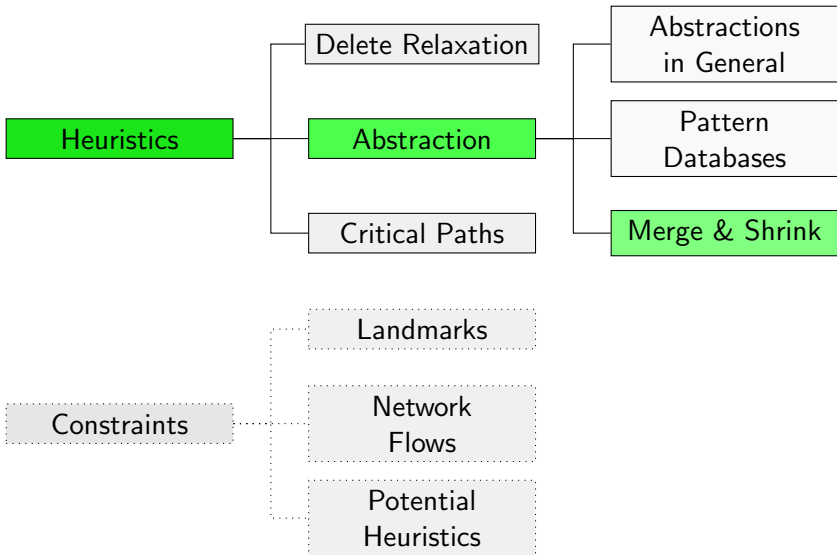 Heuristics
Delete Relaxation
Abstraction
Critical Paths
Abstractions
in General
Pattern
Databases
Merge & Shrink
Constraints
Landmarks
Network
Flows
Potential
Heuristics